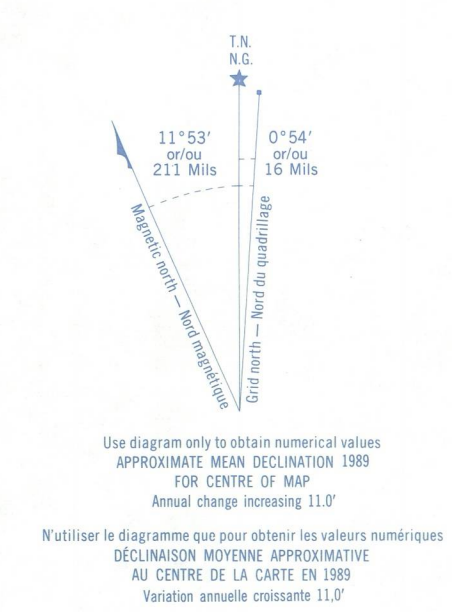 T.N.
N.G.
11°53′
or/ou
211 Mils
0°54′
or/ou
16 Mils
Magnetic north — Nord magnétique
Grid north — Nord du quadrillage
Use diagram only to obtain numerical values
APPROXIMATE MEAN DECLINATION 1989
FOR CENTRE OF MAP
Annual change increasing 11.0′
N'utiliser le diagramme que pour obtenir les valeurs numériques
DÉCLINAISON MOYENNE APPROXIMATIVE
AU CENTRE DE LA CARTE EN 1989
Variation annuelle croissante 11,0′